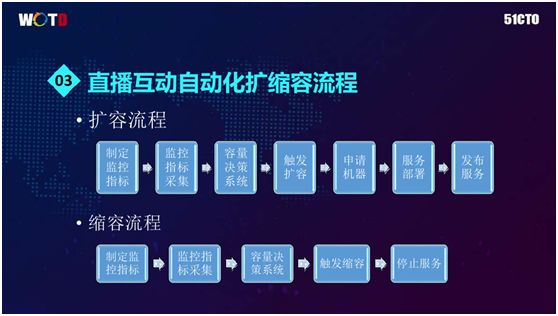 WOTD
51CTO
03 直播互动自动化扩缩容流程
• 扩容流程
制定
监控
指标
监控
指标
采集
容量
决策
系统
触发
扩容
申请
机器
服务
部署
发布
服务
• 缩容流程
制定监
控指标
监控指
标采集
容量决
策系统
触发缩容
停止服务